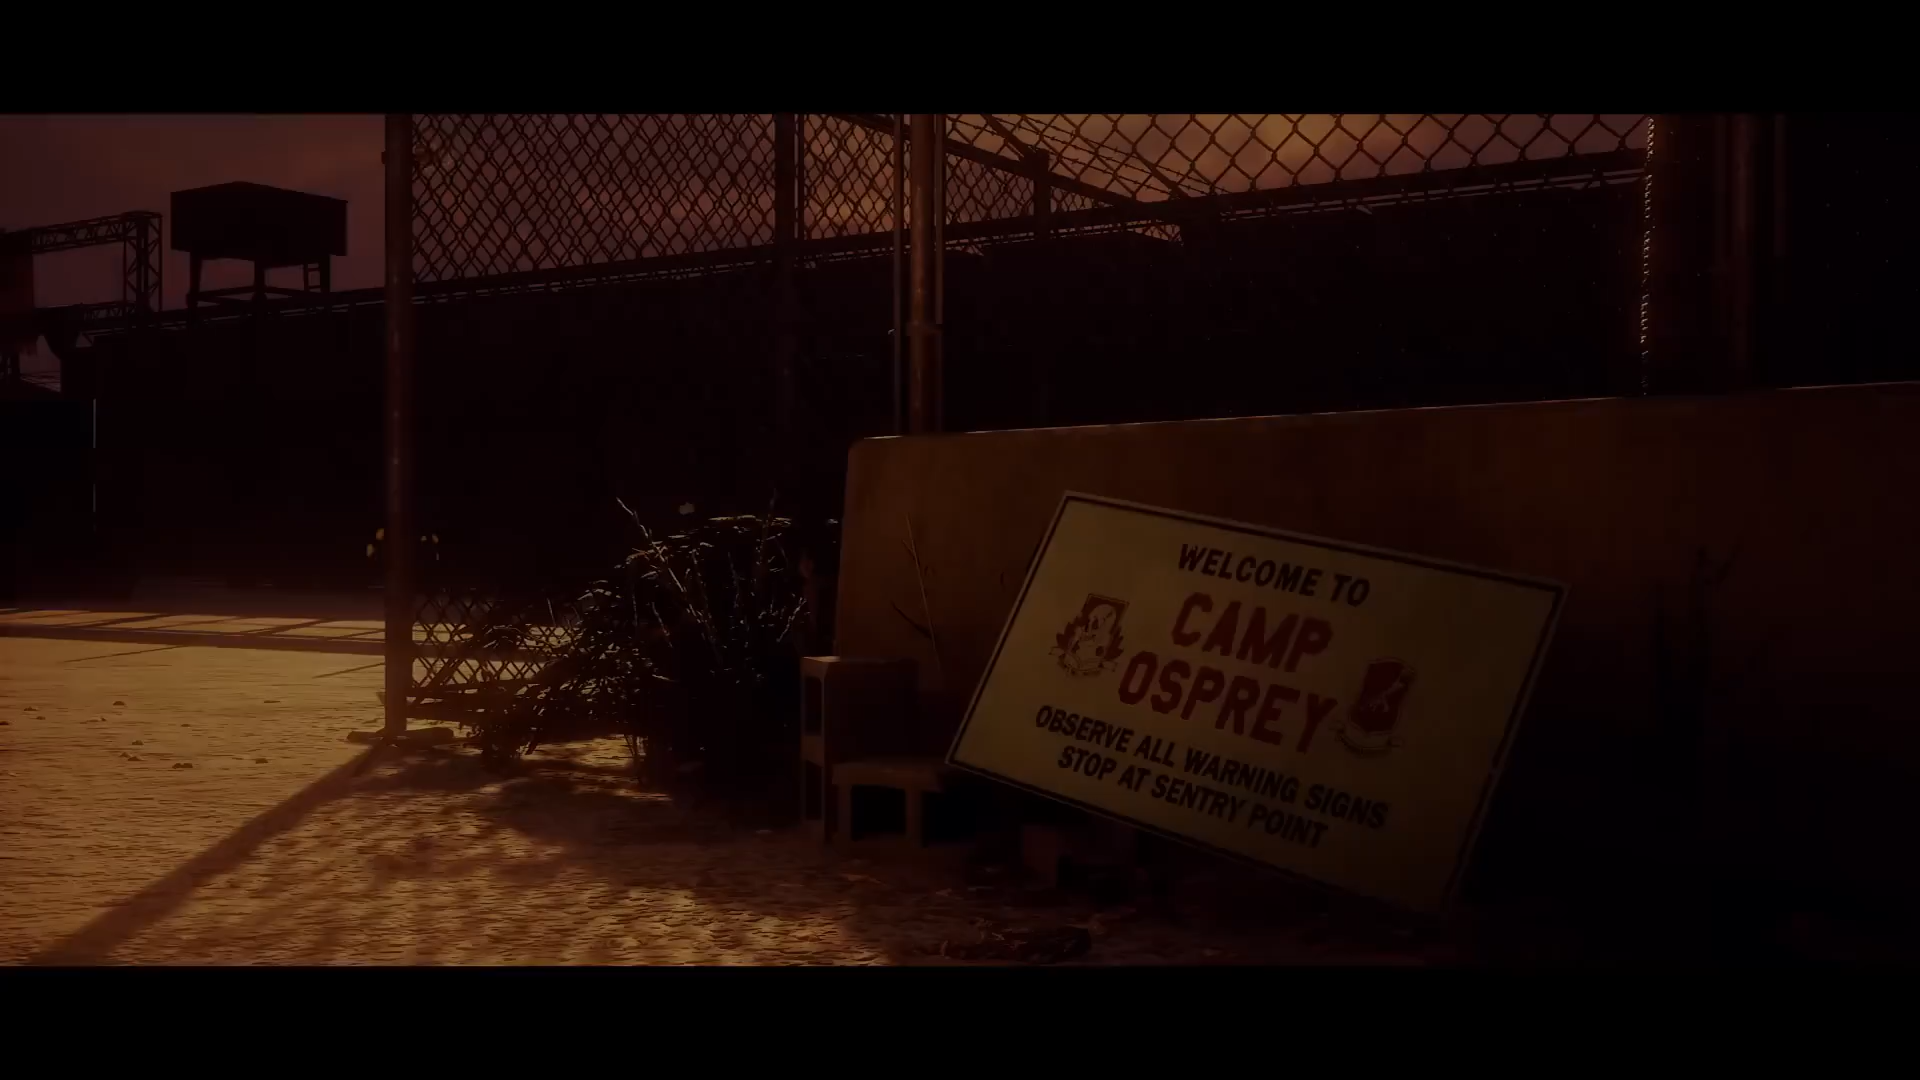 WELCOME TO
CAMP
OSPREY
OBSERVE ALL WARNING SIGNS
STOP AT SENTRY POINT